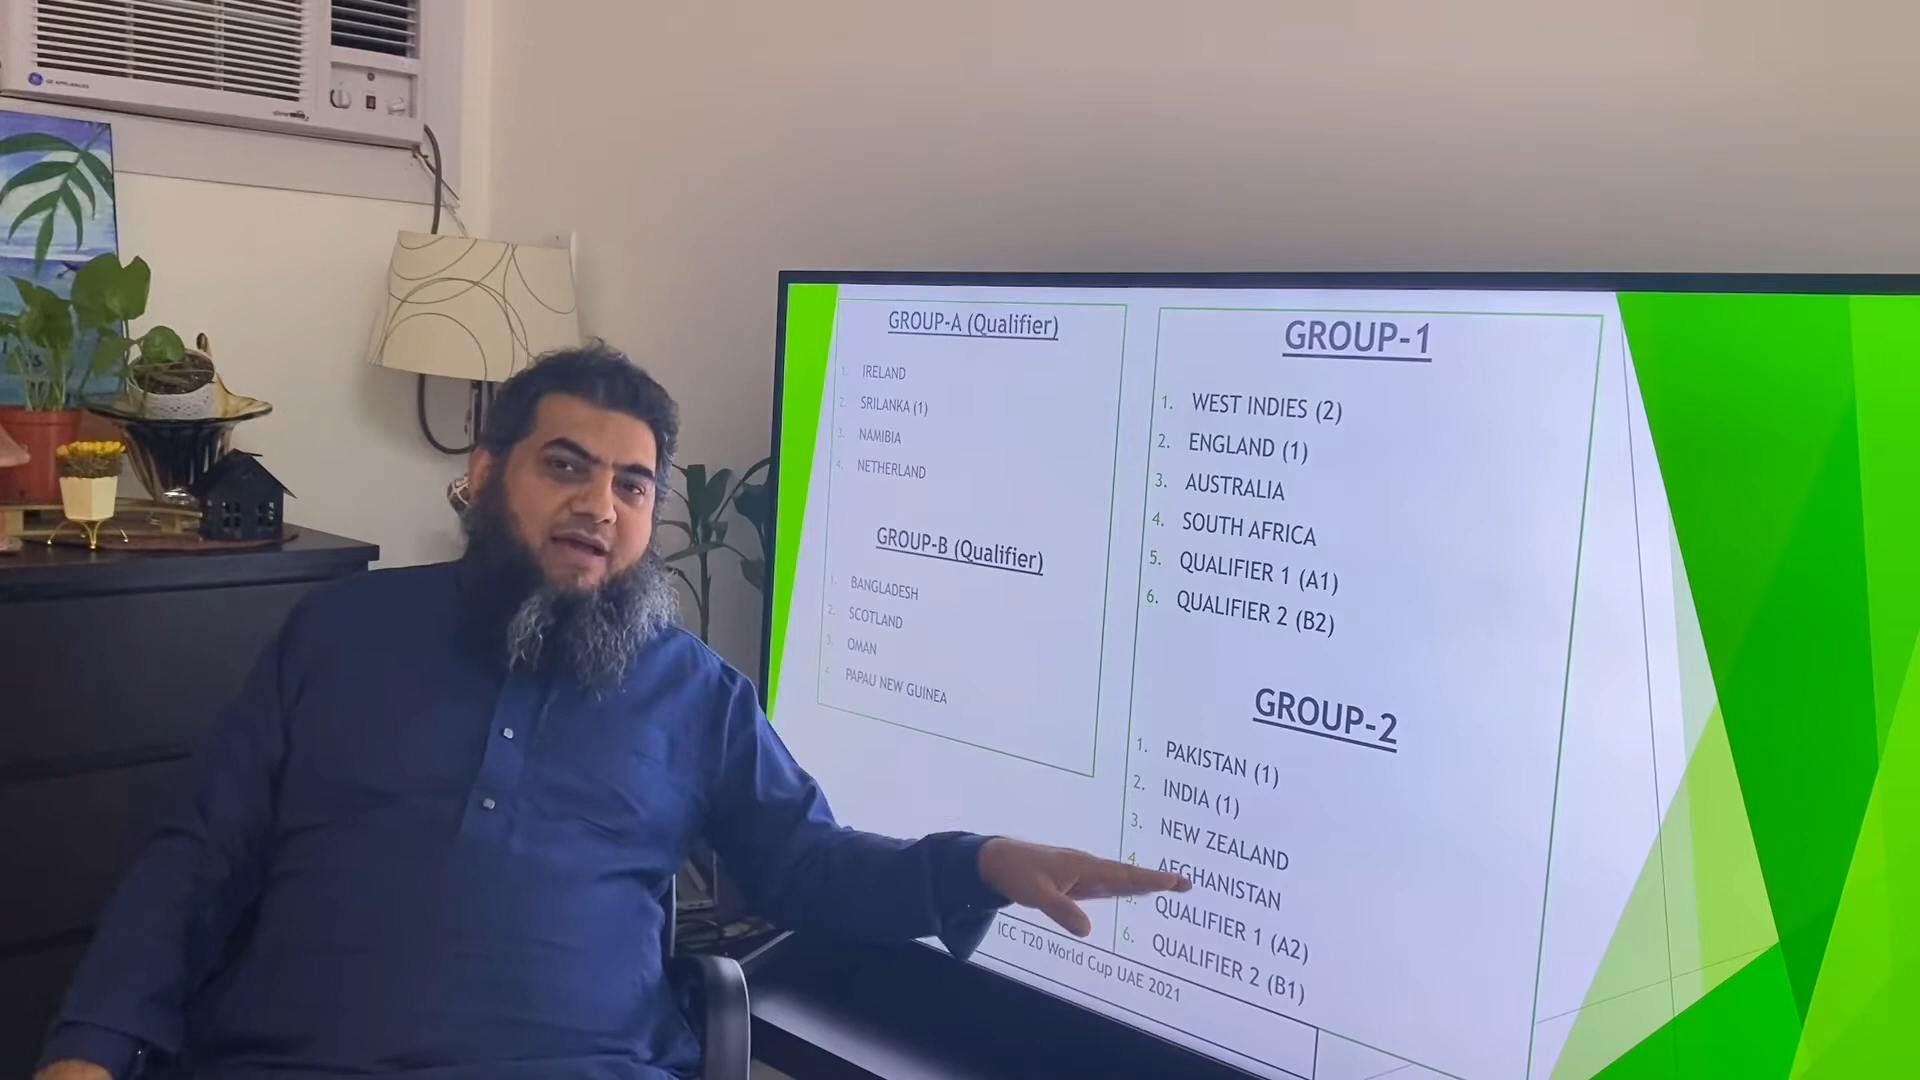 GE APPLIANCES
GROUP-A (Qualifier)
1. IRELAND
2. SRILANKA (1)
3. NAMIBIA
4. NETHERLAND
GROUP-B (Qualifier)
1. BANGLADESH
2. SCOTLAND
3. OMAN
4. PAPAU NEW GUINEA
GROUP-1
1. WEST INDIES (2)
2. ENGLAND (1)
3. AUSTRALIA
4. SOUTH AFRICA
5. QUALIFIER 1 (A1)
6. QUALIFIER 2 (B2)
GROUP-2
1. PAKISTAN (1)
2. INDIA (1)
3. NEW ZEALAND
4. AFGHANISTAN
5. QUALIFIER 1 (A2)
6. QUALIFIER 2 (B1)
ICC T20 World Cup UAE 2021